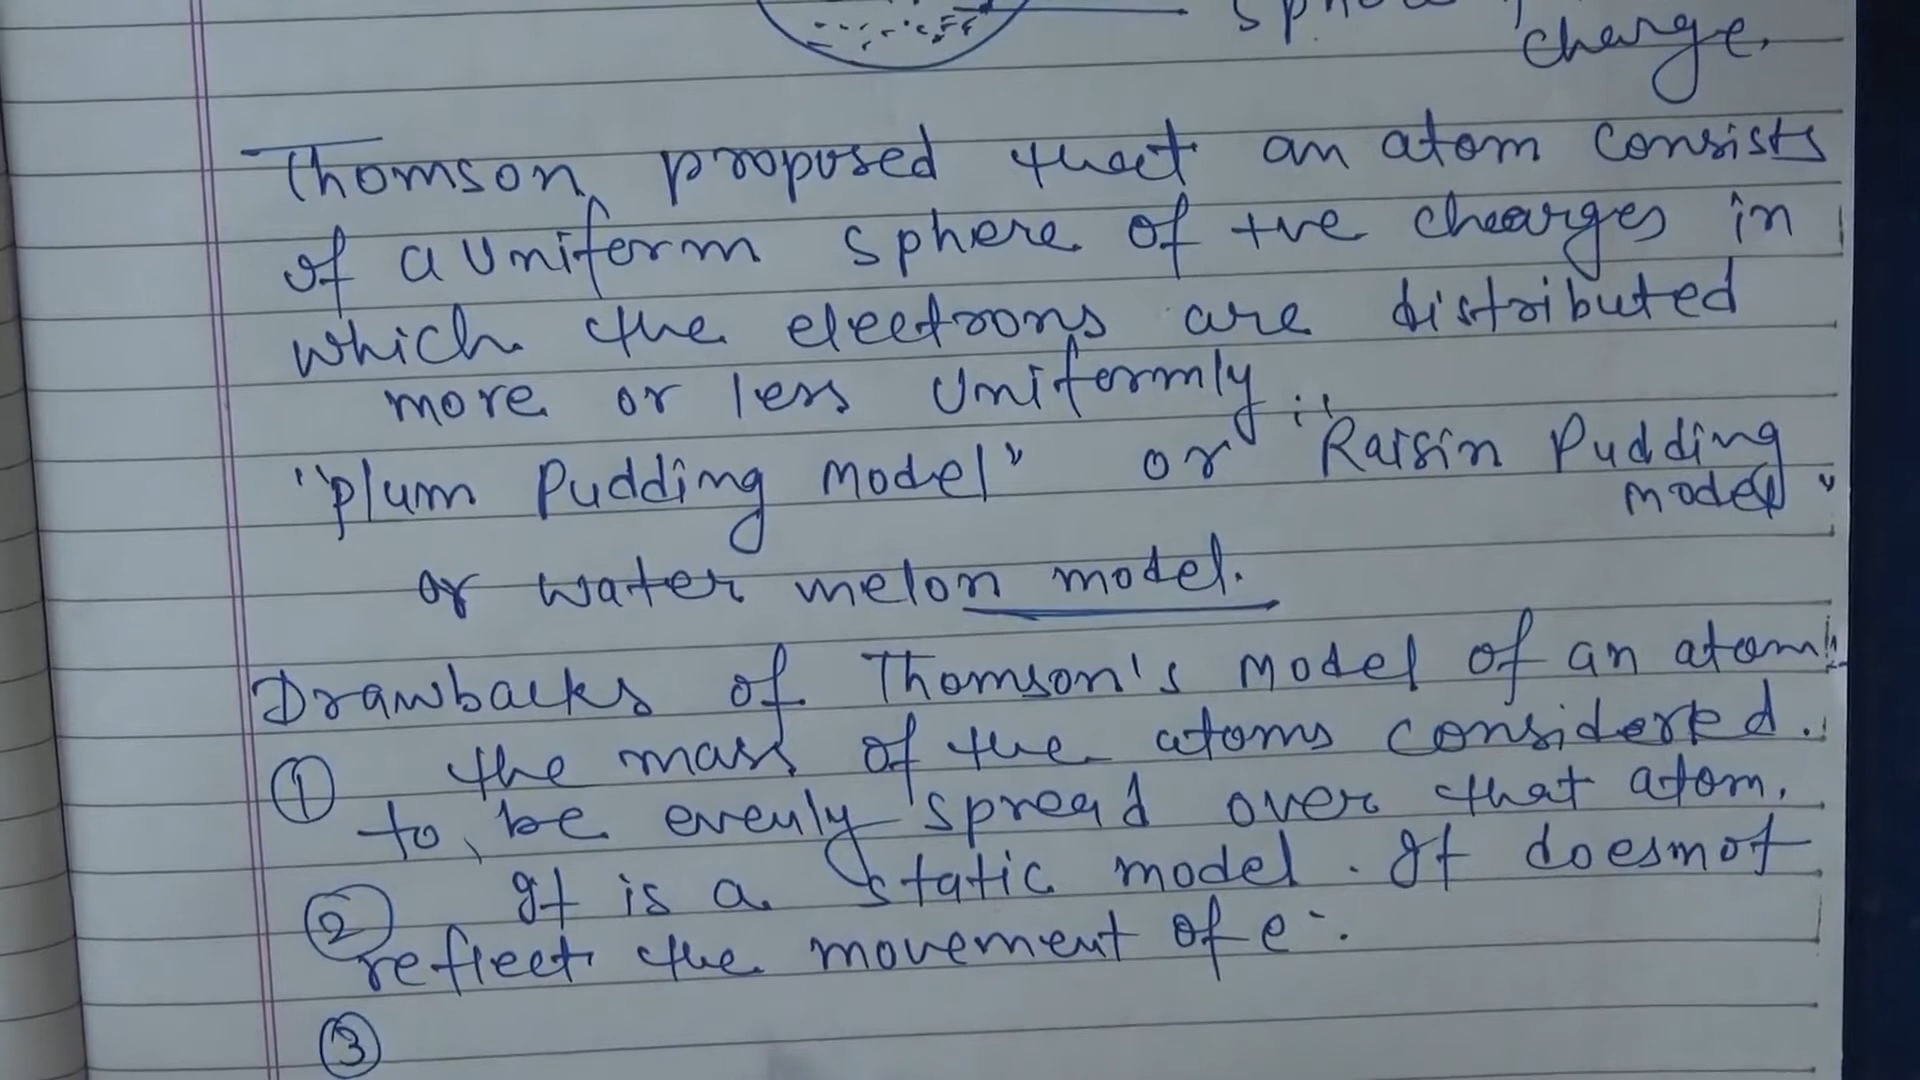 charge.
Thomson proposed that an atom consists
of a uniform sphere of +ve charges in
which the electrons are distributed
more or less uniformly.
"Plum Pudding Model" or "Raisin Pudding
model"
or water melon model.
Drawbacks of Thomson's Model of an atom:
① the mass of the atoms considered
to, be evenly spread over that atom.
② It is a static model. It doesnot
reflect the movement of e-.
③